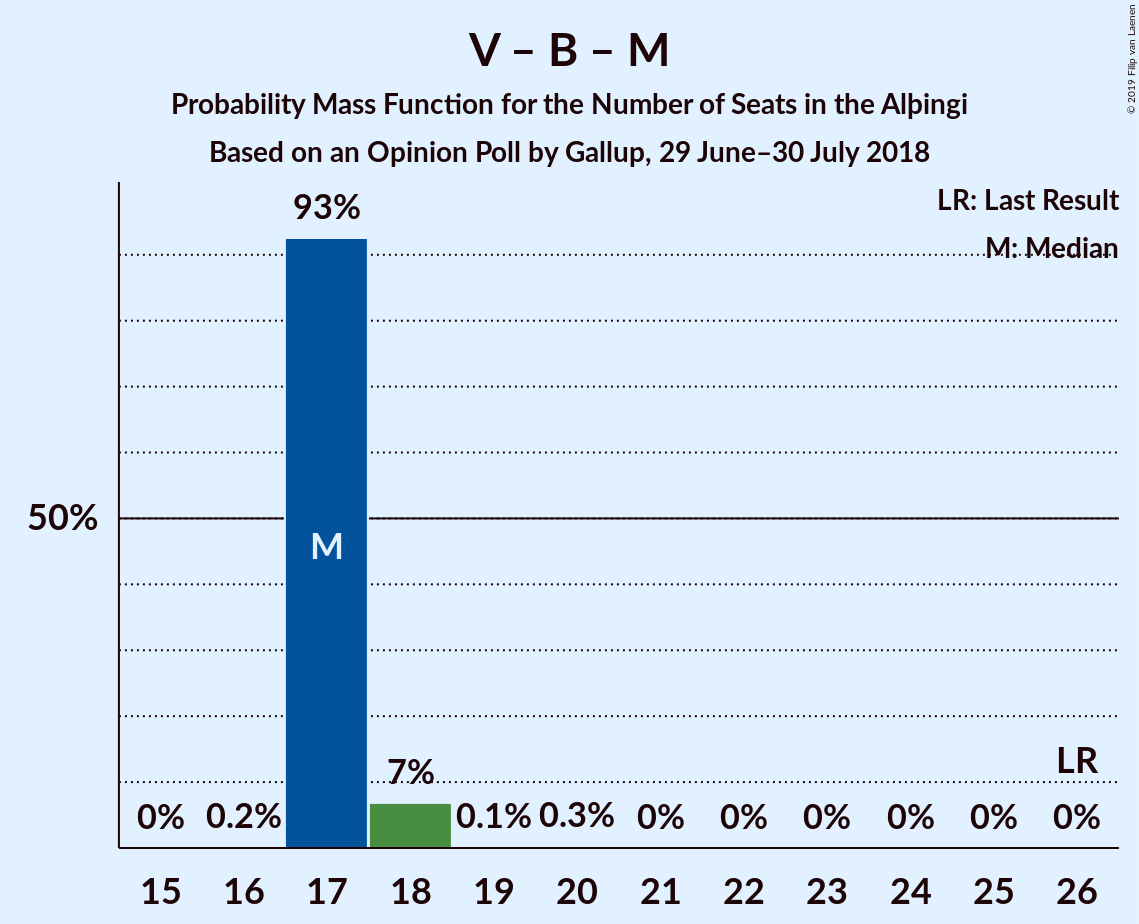 V – B – M
Probability Mass Function for the Number of Seats in the Alþingi
Based on an Opinion Poll by Gallup, 29 June–30 July 2018
© 2019 Filip van Laenen
LR: Last Result
M: Median
93%
50%
M
7%
LR
0% 0.2% 0.1% 0.3% 0% 0% 0% 0% 0% 0%
15 16 17 18 19 20 21 22 23 24 25 26